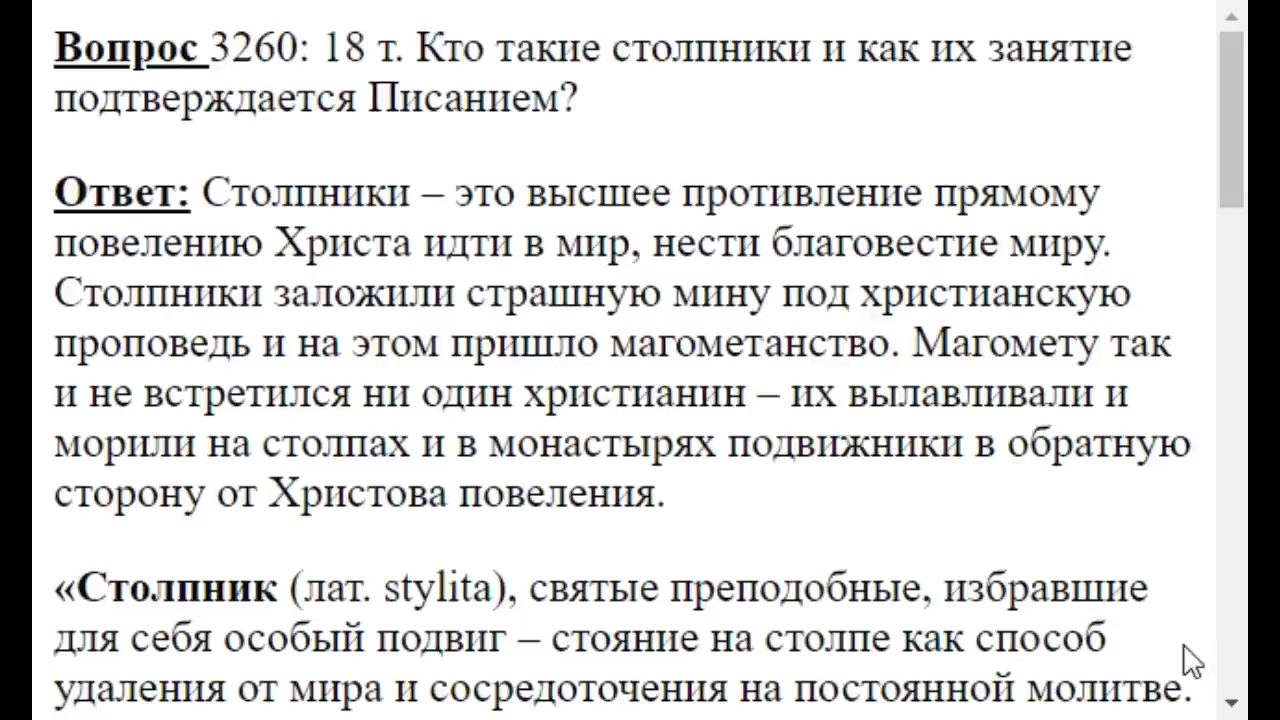 Вопрос 3260: 18 т. Кто такие столпники и как их занятие
подтверждается Писанием?
Ответ: Столпники – это высшее противление прямому
повелению Христа идти в мир, нести благовестие миру.
Столпники заложили страшную мину под христианскую
проповедь и на этом пришло магометанство. Магомету так
и не встретился ни один христианин – их вылавливали и
морили на столпах и в монастырях подвижники в обратную
сторону от Христова повеления.
«Столпник (лат. stylita), святые преподобные, избравшие
для себя особый подвиг – стояние на столпе как способ
удаления от мира и сосредоточения на постоянной молитве.